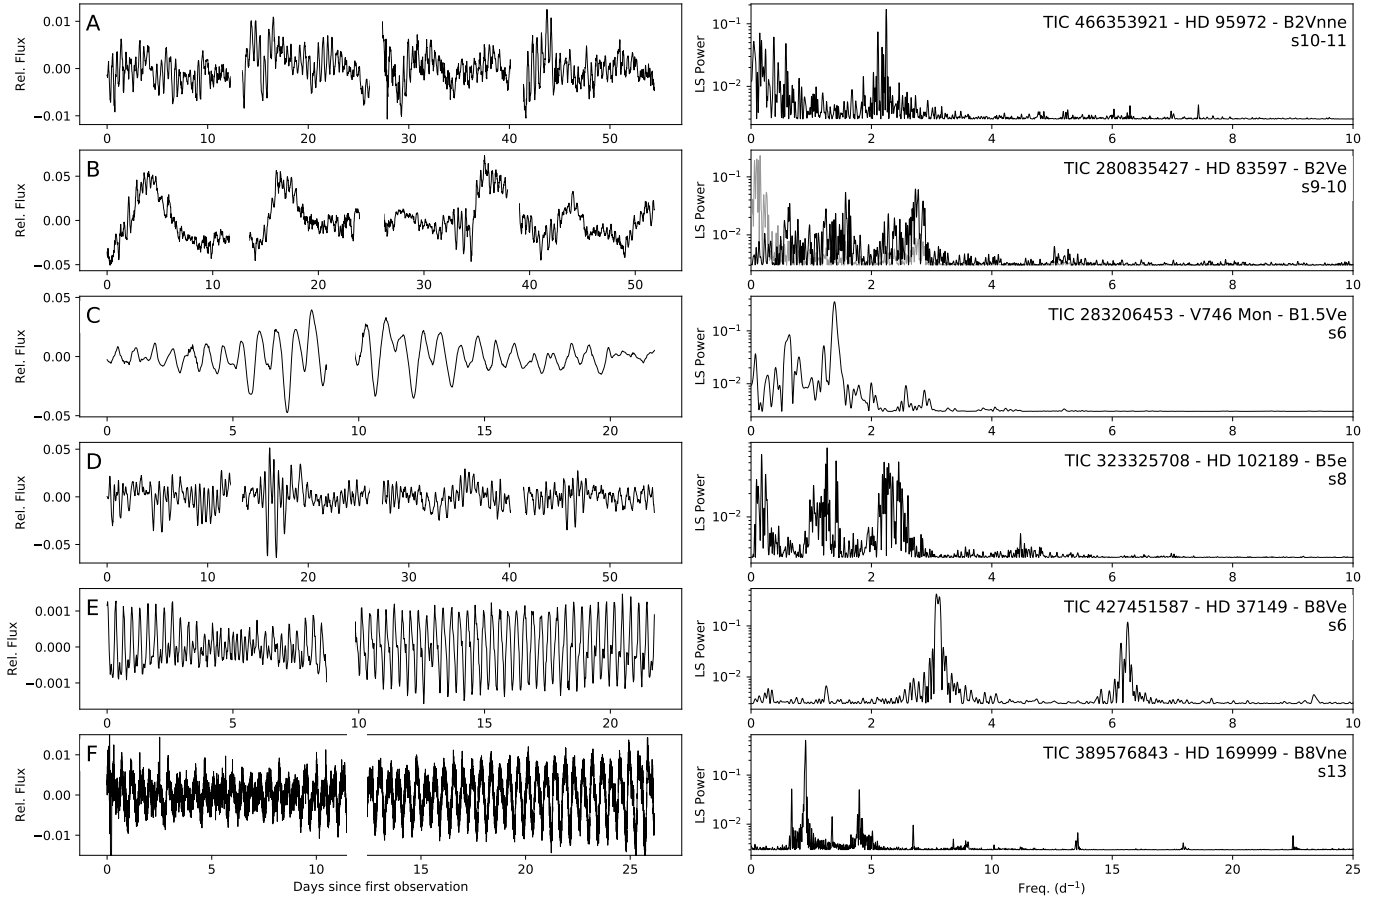 A
Rel. Flux
0.01
0.00
−0.01
0 10 20 30 40 50
LS Power
10⁻¹
10⁻²
TIC 466353921 - HD 95972 - B2Vnne
s10-11
0 2 4 6 8 10
B
Rel. Flux
0.05
0.00
−0.05
0 10 20 30 40 50
LS Power
10⁻¹
10⁻²
TIC 280835427 - HD 83597 - B2Ve
s9-10
0 2 4 6 8 10
C
Rel. Flux
0.05
0.00
−0.05
0 5 10 15 20
LS Power
10⁻¹
10⁻²
TIC 283206453 - V746 Mon - B1.5Ve
s6
0 2 4 6 8 10
D
Rel. Flux
0.05
0.00
−0.05
0 10 20 30 40 50
LS Power
10⁻²
TIC 323325708 - HD 102189 - B5e
s8
0 2 4 6 8 10
E
Rel. Flux
0.001
0.000
−0.001
0 5 10 15 20
LS Power
10⁻¹
10⁻²
TIC 427451587 - HD 37149 - B8Ve
s6
0 2 4 6 8 10
F
Rel. Flux
0.01
0.00
−0.01
0 5 10 15 20 25
Days since first observation
LS Power
10⁻¹
10⁻²
TIC 389576843 - HD 169999 - B8Vne
s13
0 5 10 15 20 25
Freq. (d⁻¹)